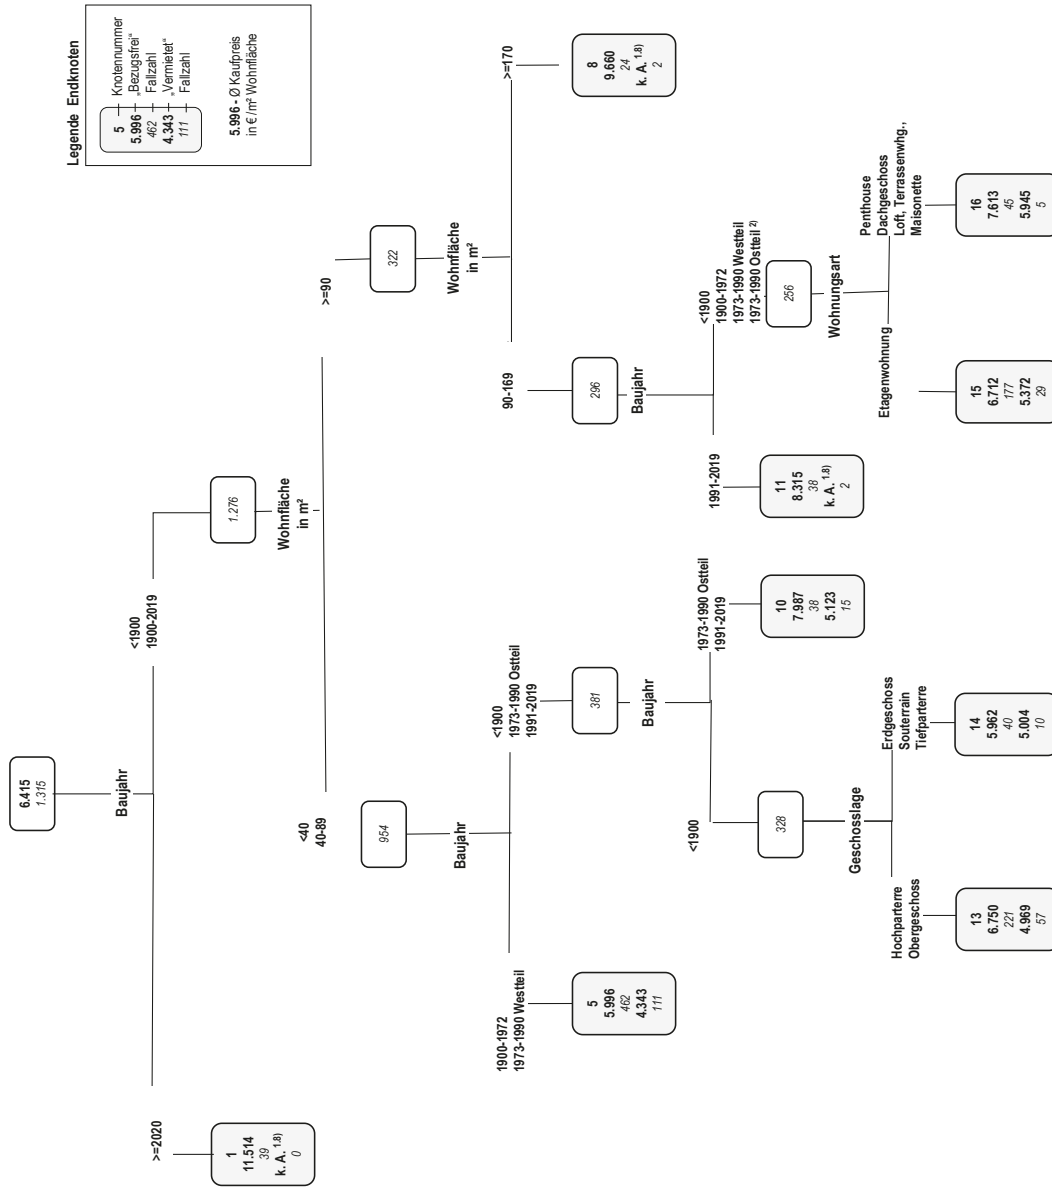 6.415
1.315
Baujahr
>=2020
1
11.514
39
k. A. 1.8)
0
<1900
1900-2019
1.276
Wohnfläche
in m²
<40
40-89
954
Baujahr
1900-1972
1973-1990 Westteil
5
5.996
462
4.343
111
<1900
1973-1990 Ostteil
1991-2019
381
Baujahr
<1900
328
Geschosslage
Hochparterre
Obergeschoss
13
6.750
221
4.969
57
Erdgeschoss
Souterrain
Tiefparterre
14
5.962
40
5.004
10
1973-1990 Ostteil
1991-2019
10
7.987
38
5.123
15
>=90
322
Wohnfläche
in m²
90-169
296
Baujahr
1991-2019
11
8.315
38
k. A. 1.8)
2
<1900
1900-1972
1973-1990 Westteil
1973-1990 Ostteil 2)
256
Wohnungsart
Etagenwohnung
15
6.712
177
5.372
29
Penthouse
Dachgeschoss
Loft, Terrassenwhg.,
Maisonette
16
7.613
45
5.945
5
>=170
8
9.660
24
k. A. 1.8)
2
Legende Endknoten
5 Knotennummer
5.996 „Bezugsfrei“
462 Fallzahl
4.343 „Vermietet“
111 Fallzahl
5.996 - Ø Kaufpreis
in €/m² Wohnfläche